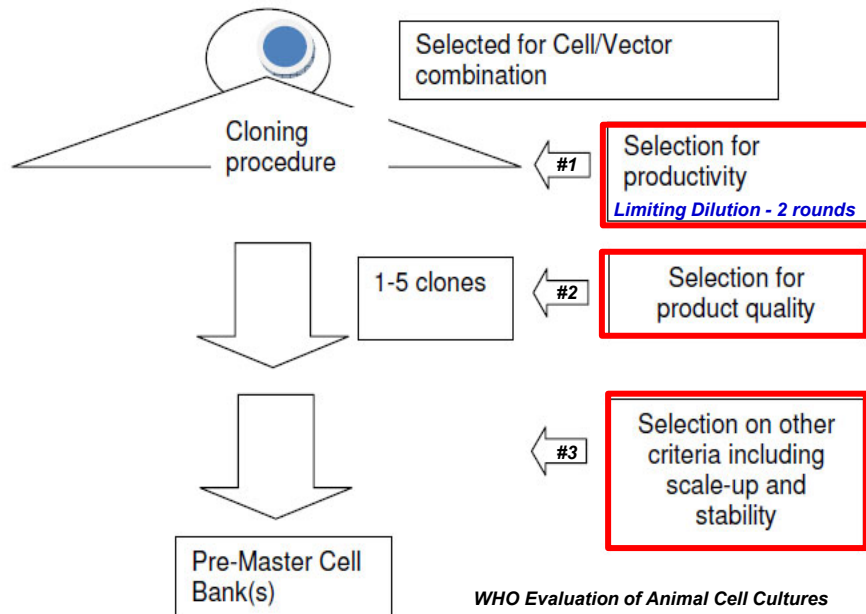 Selected for Cell/Vector
combination
Cloning
procedure
#1
Selection for
productivity
Limiting Dilution - 2 rounds
1-5 clones
#2
Selection for
product quality
#3
Selection on other
criteria including
scale-up and
stability
Pre-Master Cell
Bank(s)
WHO Evaluation of Animal Cell Cultures